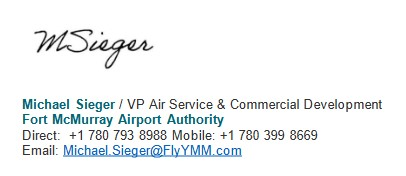 MSieger
Michael Sieger / VP Air Service & Commercial Development
Fort McMurray Airport Authority
Direct: +1 780 793 8988 Mobile: +1 780 399 8669
Email: Michael.Sieger@FlyYMM.com